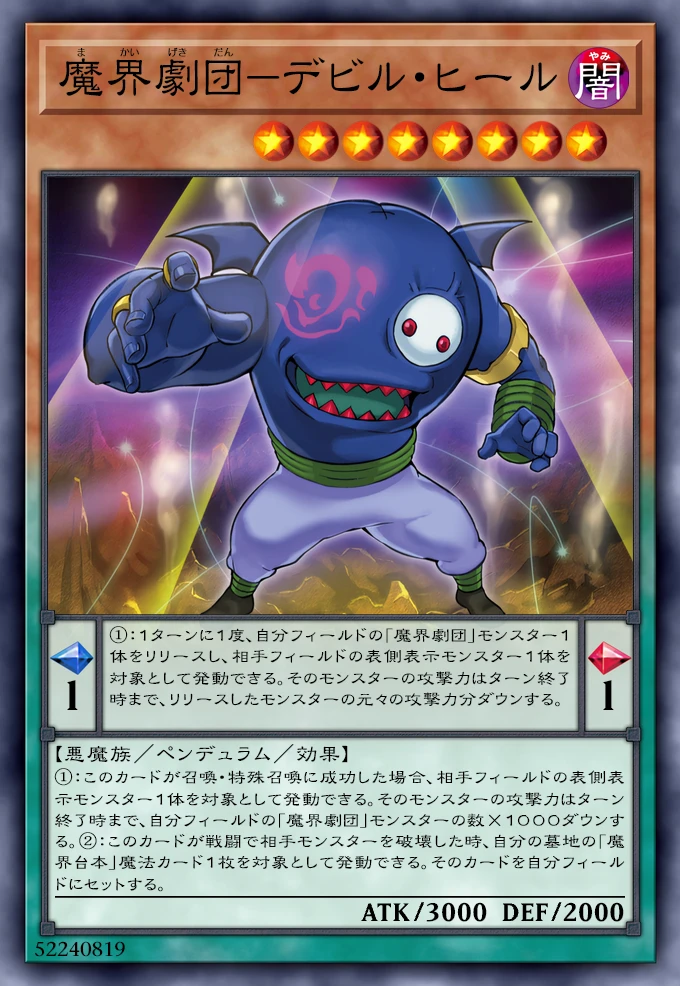 ま かい げき だん
魔界劇団－デビル・ヒール
やみ
闇
①：1ターンに1度、自分フィールドの「魔界劇団」モンスター1
体をリリースし、相手フィールドの表側表示モンスター1体を
対象として発動できる。そのモンスターの攻撃力はターン終了
時まで、リリースしたモンスターの元々の攻撃力分ダウンする。
1
1
【悪魔族／ペンデュラム／効果】
①：このカードが召喚・特殊召喚に成功した場合、相手フィールドの表側表
示モンスター1体を対象として発動できる。そのモンスターの攻撃力はターン
終了時まで、自分フィールドの「魔界劇団」モンスターの数×1000ダウンす
る。②：このカードが戦闘で相手モンスターを破壊した時、自分の墓地の「魔
界台本」魔法カード1枚を対象として発動できる。そのカードを自分フィール
ドにセットする。
ATK/3000 DEF/2000
52240819